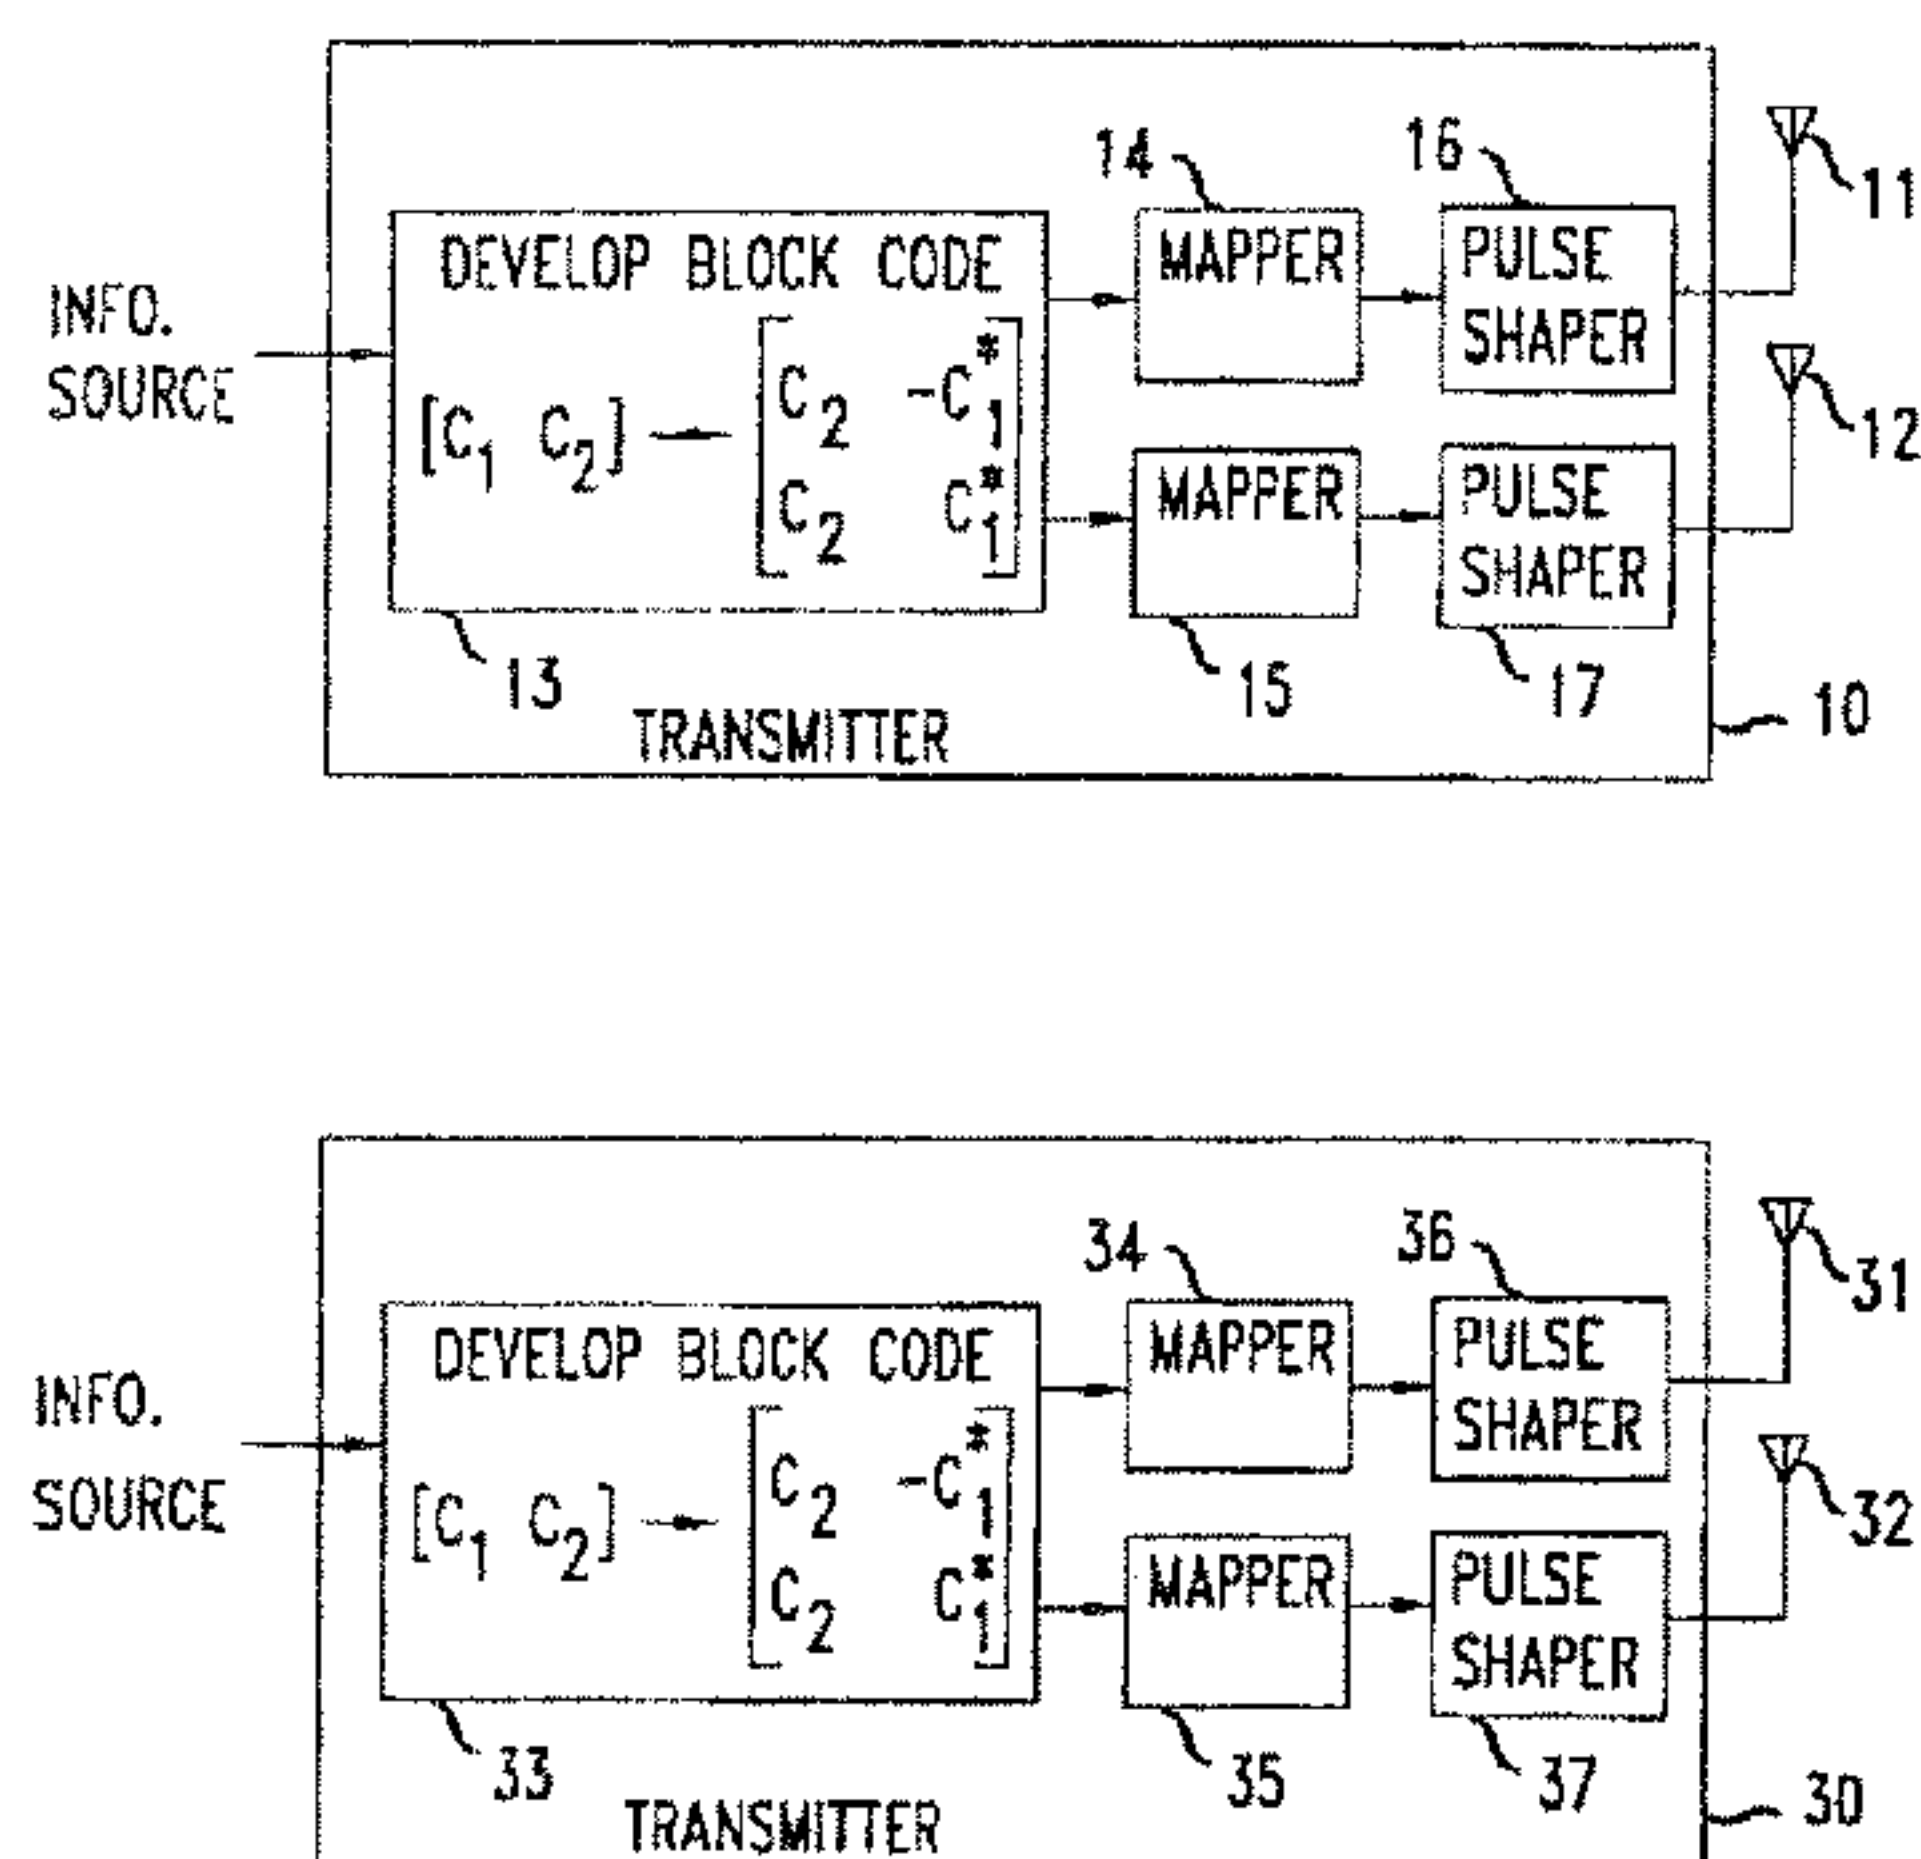 14
16
11
DEVELOP BLOCK CODE
MAPPER
PULSE
SHAPER
INFO.
SOURCE
[C1 C2] → [C2 -C1*
C2 C1*]
12
MAPPER
PULSE
SHAPER
13
15
17
10
TRANSMITTER
34
36
31
DEVELOP BLOCK CODE
MAPPER
PULSE
SHAPER
INFO.
SOURCE
[C1 C2] → [C2 -C1*
C2 C1*]
32
MAPPER
PULSE
SHAPER
33
35
37
30
TRANSMITTER